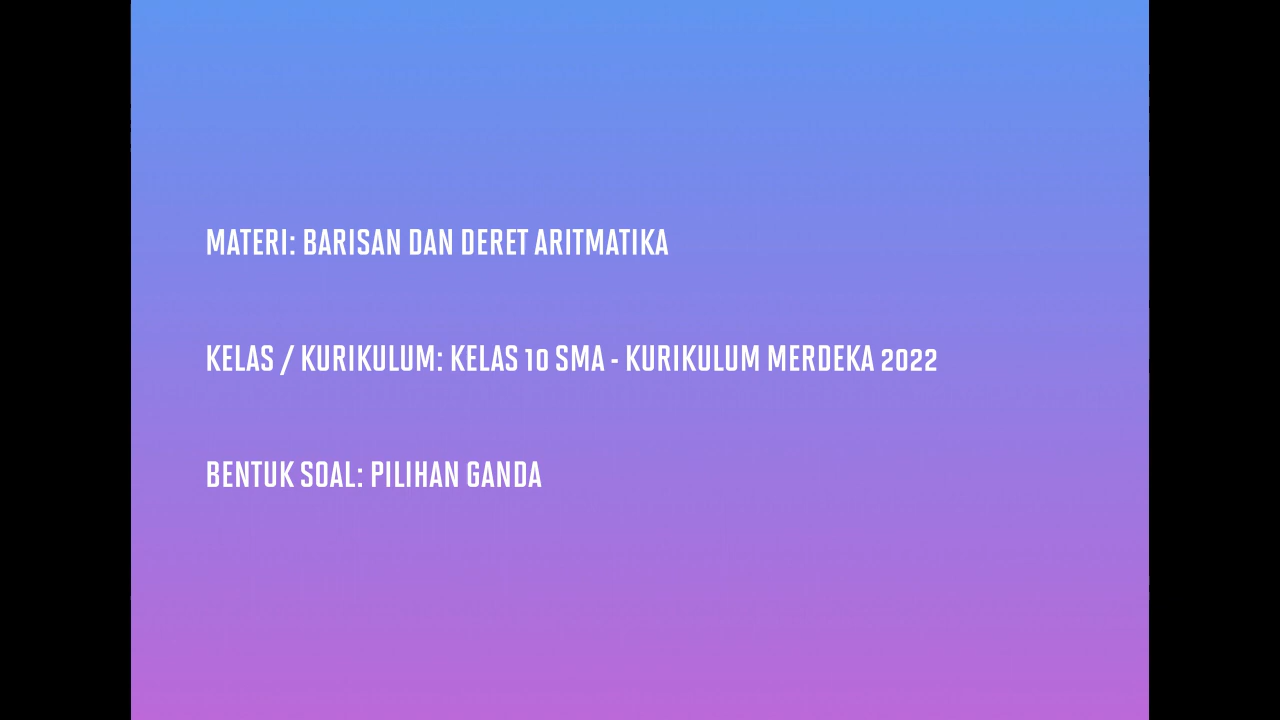 MATERI: BARISAN DAN DERET ARITMATIKA
KELAS / KURIKULUM: KELAS 10 SMA - KURIKULUM MERDEKA 2022
BENTUK SOAL: PILIHAN GANDA